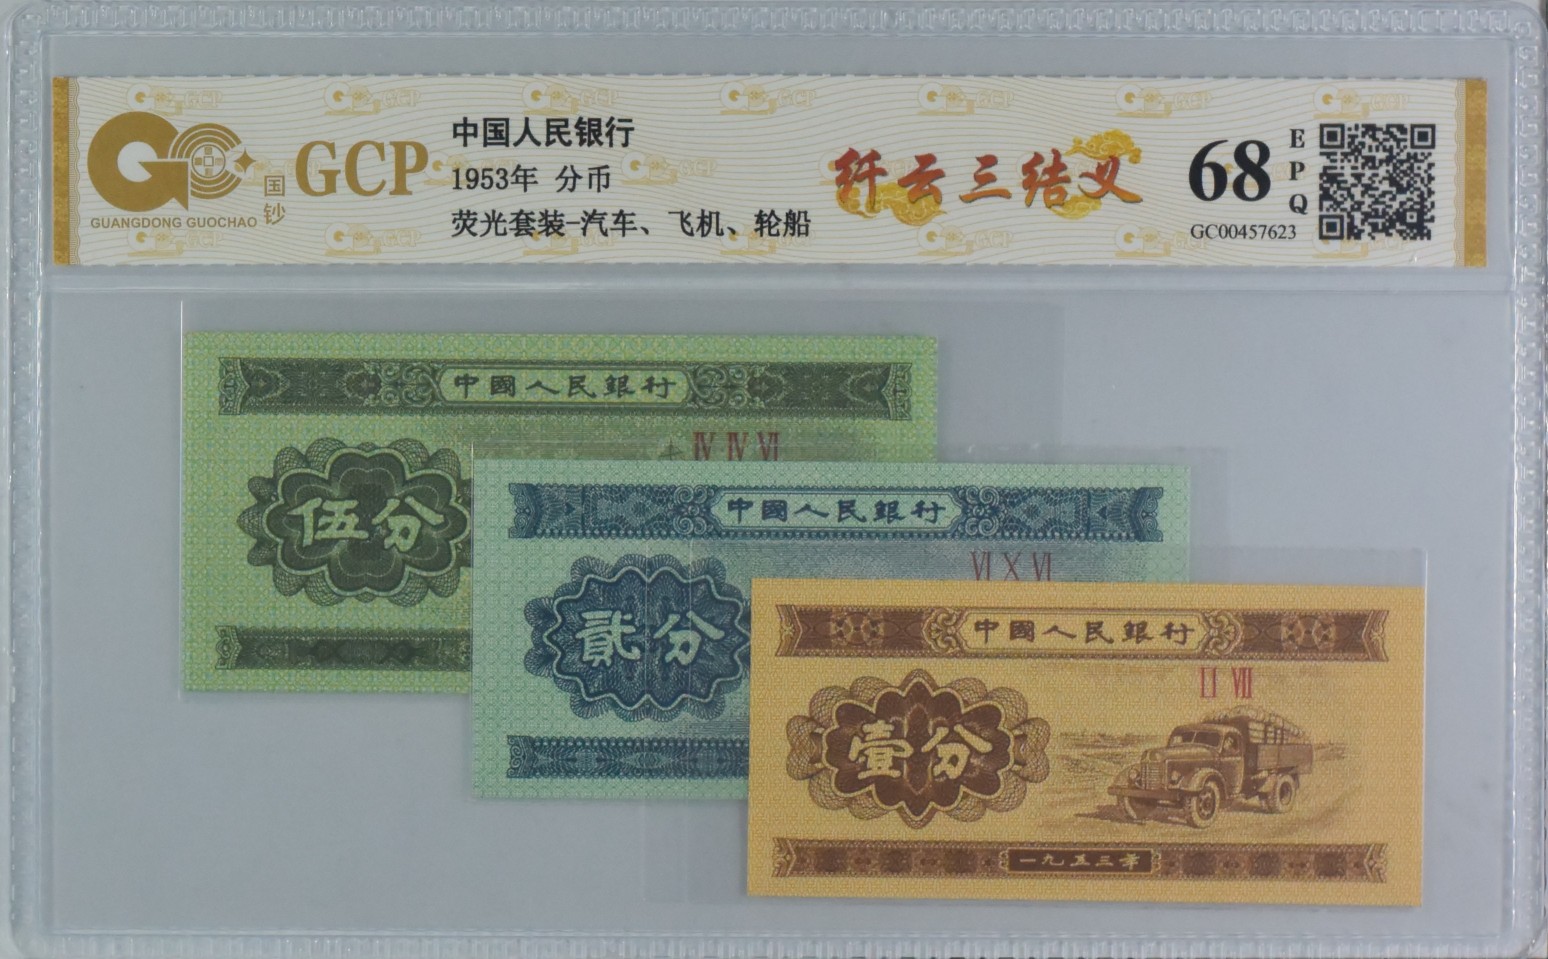 GUANGDONG GUOCHAO
国钞
GCP
中国人民银行
1953年 分币
荧光套装-汽车、飞机、轮船
纤云三结义
68
EPQ
GC00457623
中國人民銀行
IV IV VI
伍分
中國人民銀行
VI X VI
貳分
中國人民銀行
II VII
壹分
一九五三年